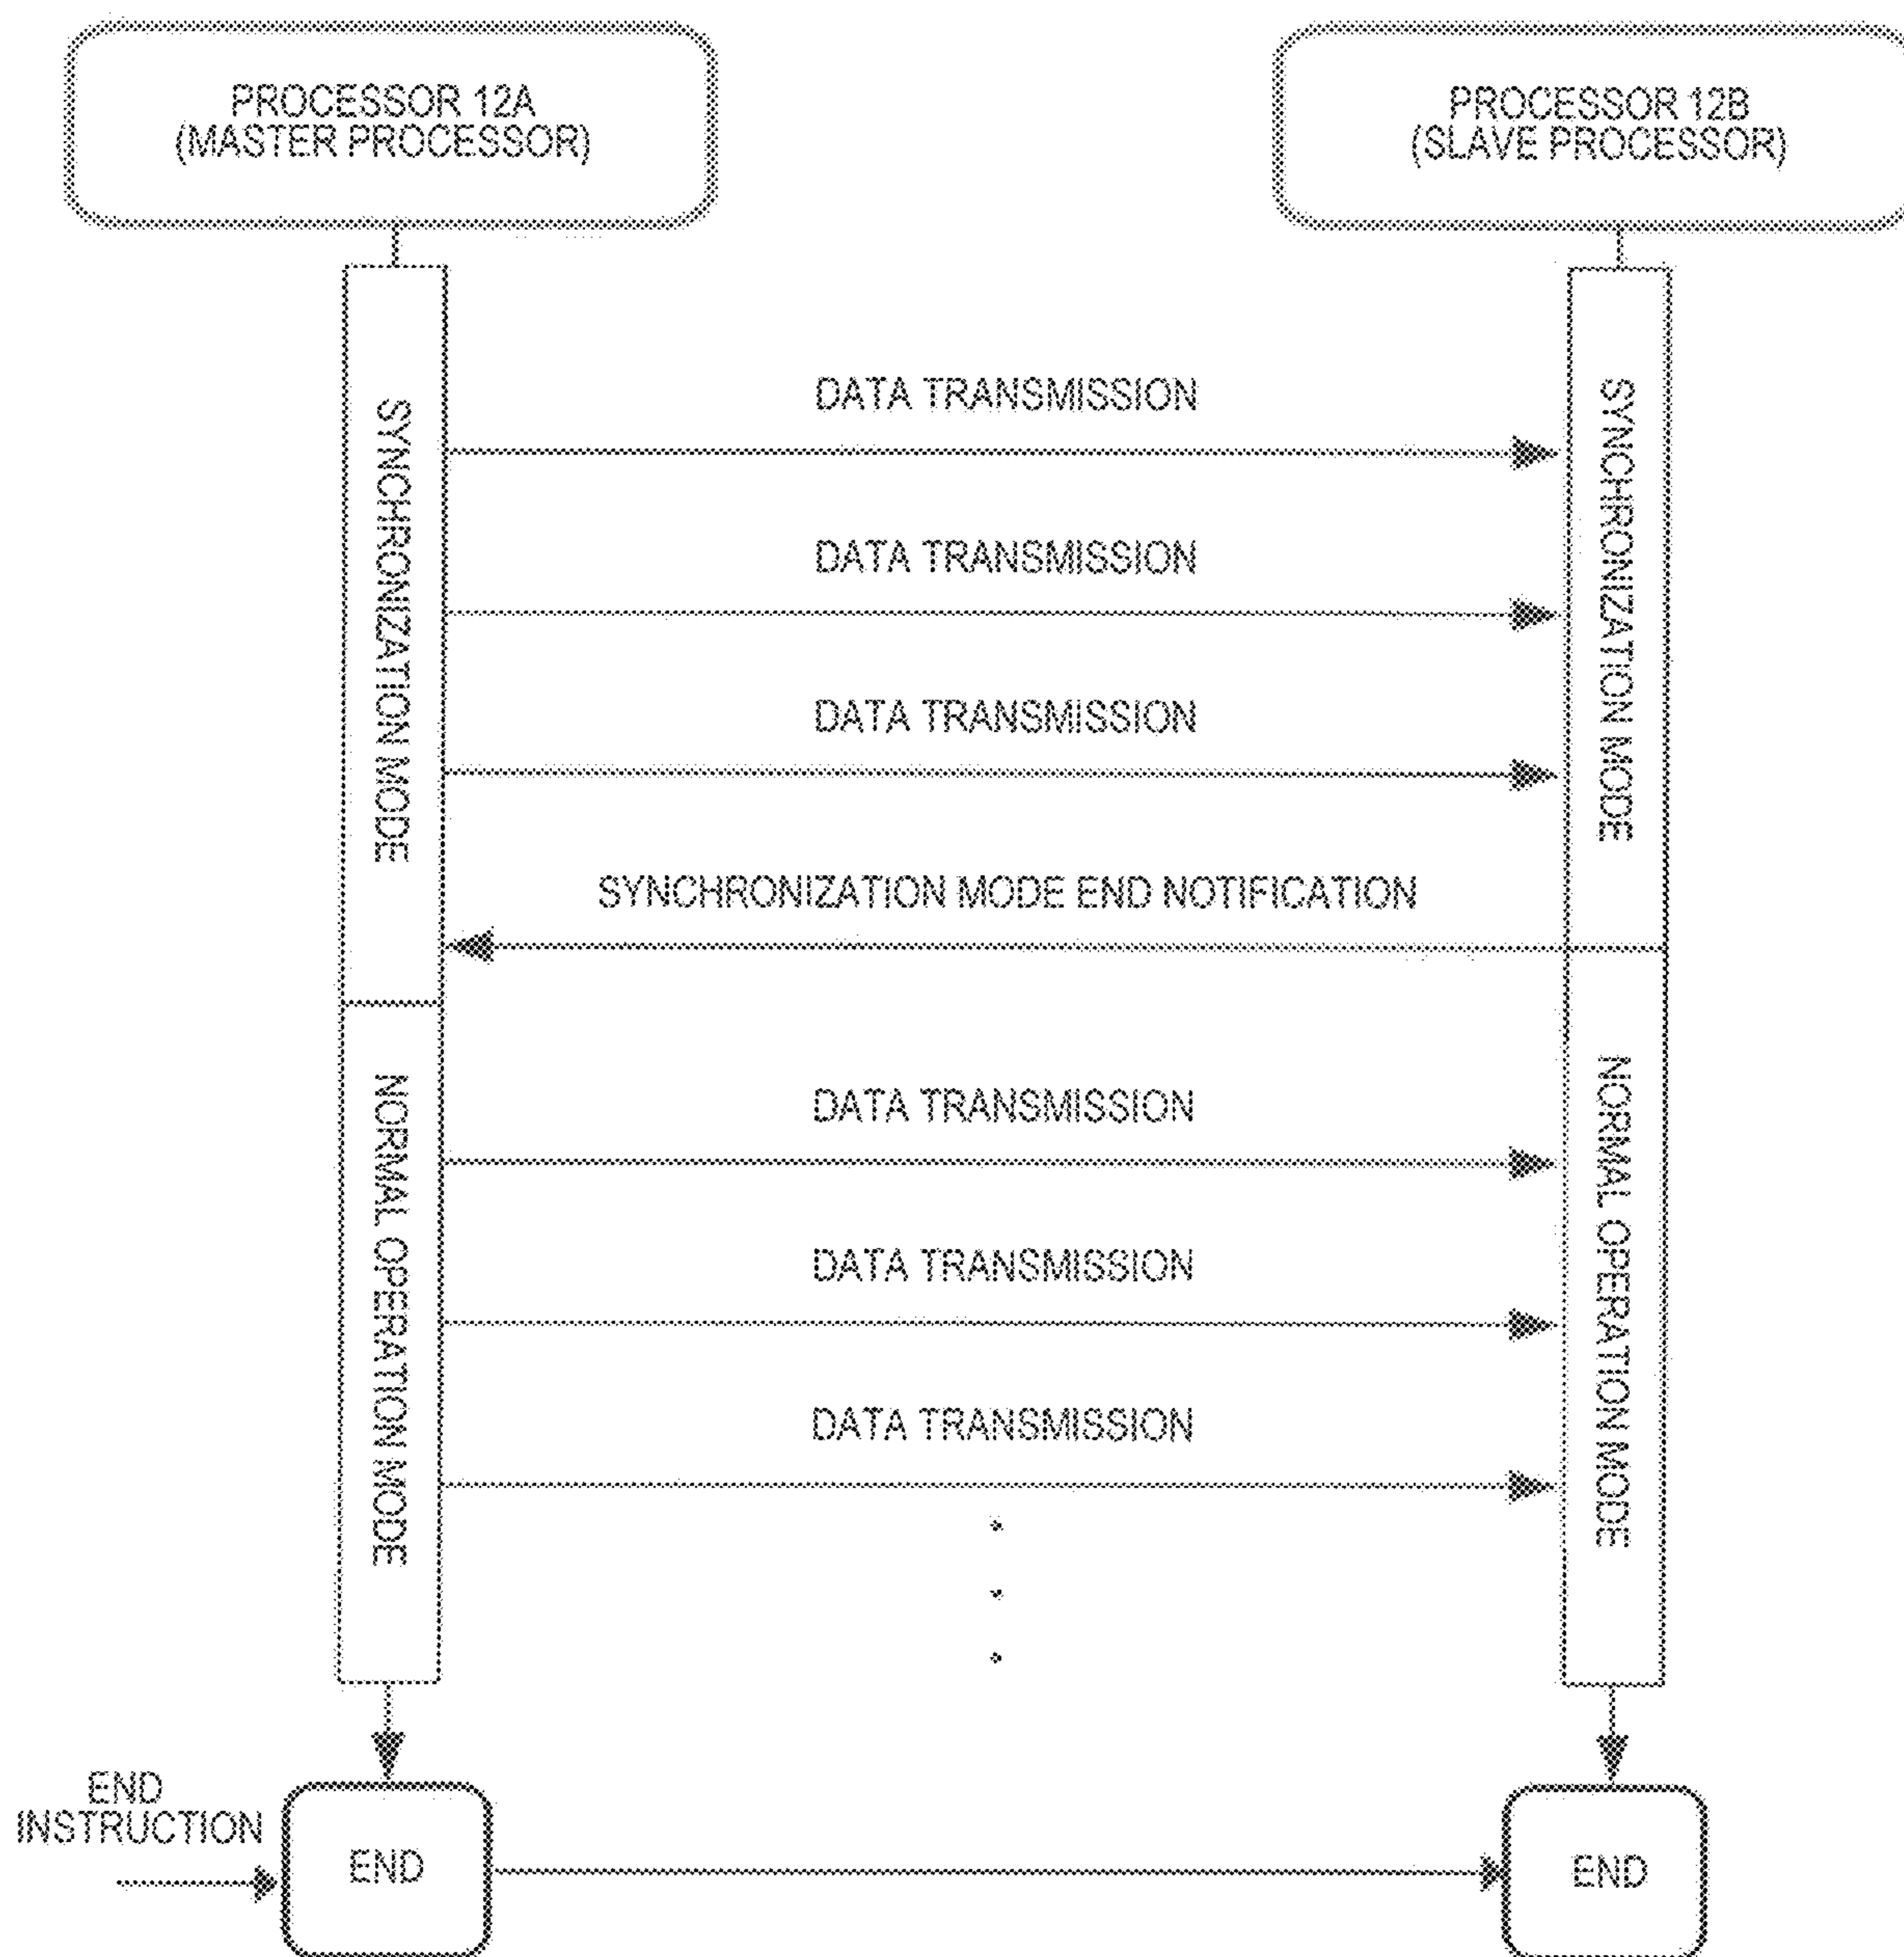 PROCESSOR 12A
(MASTER PROCESSOR)
PROCESSOR 12B
(SLAVE PROCESSOR)
SYNCHRONIZATION MODE
DATA TRANSMISSION
DATA TRANSMISSION
DATA TRANSMISSION
SYNCHRONIZATION MODE
SYNCHRONIZATION MODE END NOTIFICATION
NORMAL OPERATION MODE
DATA TRANSMISSION
DATA TRANSMISSION
DATA TRANSMISSION
NORMAL OPERATION MODE
END
INSTRUCTION
END
END